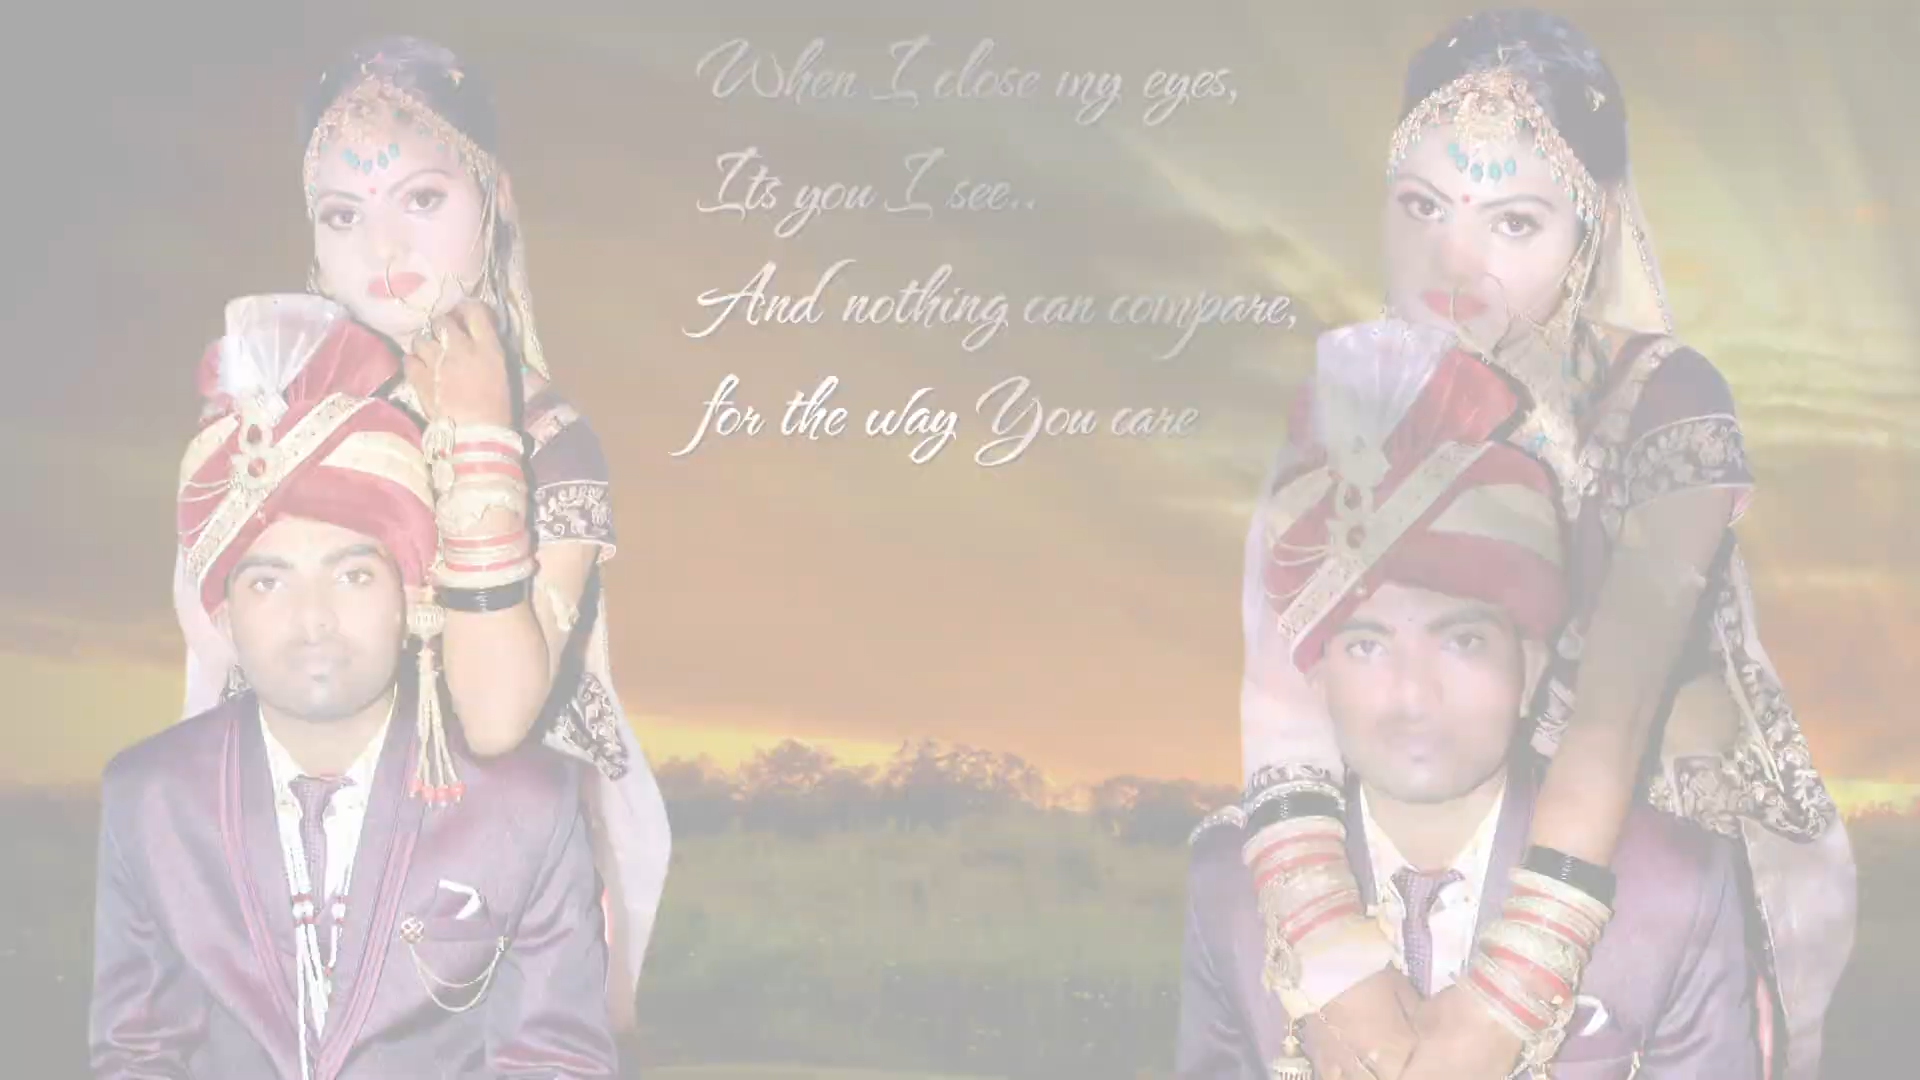 When I close my eyes,
Its you I see..
And nothing can compare,
for the way You care